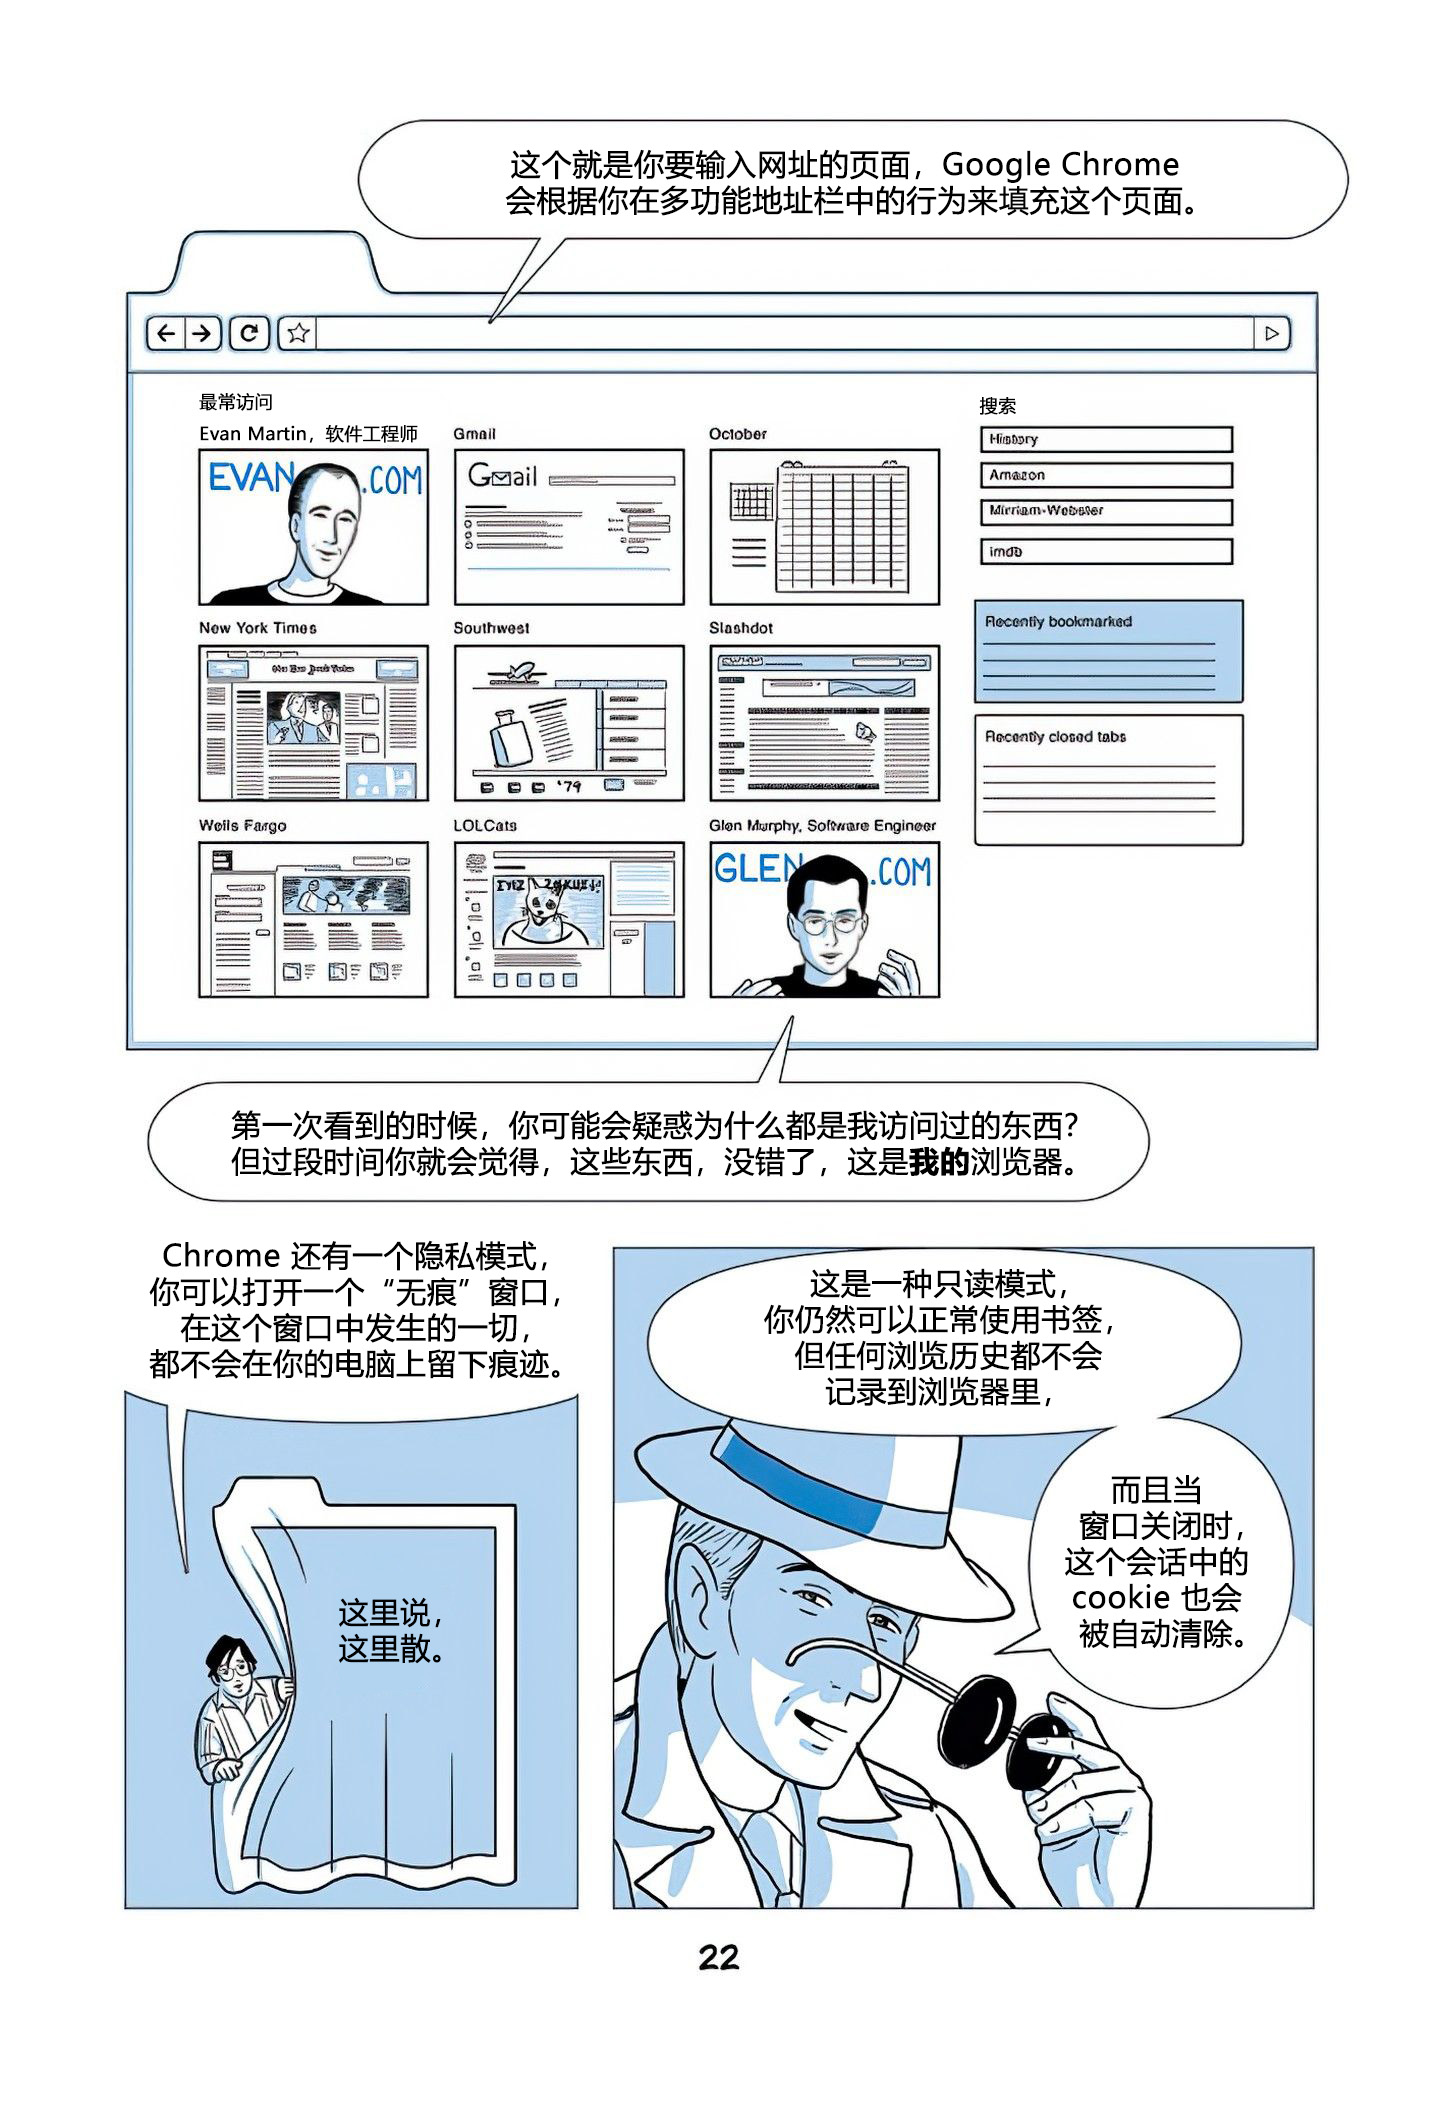 这个就是你要输入网址的页面，Google Chrome
会根据你在多功能地址栏中的行为来填充这个页面。
最常访问
搜索
Evan Martin，软件工程师
Gmail
October
EVAN .COM
Gmail
History
Amazon
Mirriam-Webster
imdb
Recently bookmarked
New York Times
Southwest
Slashdot
'79
Recently closed tabs
Wells Fargo
LOLCats
Glen Murphy, Software Engineer
GLEN .COM
第一次看到的时候，你可能会疑惑为什么都是我访问过的东西？
但过段时间你就会觉得，这些东西，没错了，这是我的浏览器。
Chrome 还有一个隐私模式，
你可以打开一个“无痕”窗口，
在这个窗口中发生的一切，
都不会在你的电脑上留下痕迹。
这里说，
这里散。
这是一种只读模式，
你仍然可以正常使用书签，
但任何浏览历史都不会
记录到浏览器里，
而且当
窗口关闭时，
这个会话中的
cookie 也会
被自动清除。
22